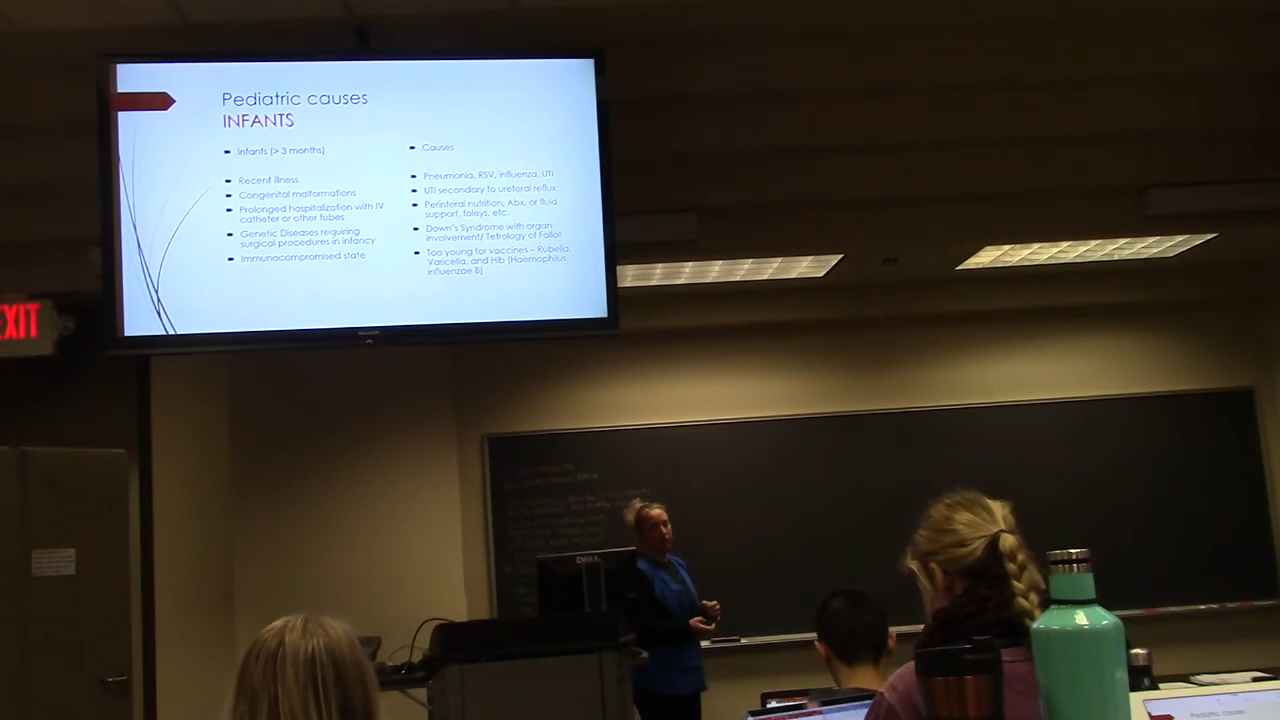 Pediatric causes
INFANTS
Infants (> 3 months)
Recent illness
Congenital malformations
Prolonged hospitalization with IV
catheter or other tubes
Genetic Diseases requiring
surgical procedures in infancy
Immunocompromised state
Causes
Pneumonia, RSV, influenza, UTI
UTI secondary to ureteral reflux
Perinteral nutrition, Abx, or fluid
support, foleys, etc.
Down's Syndrome with organ
involvement/ Tetrology of Fallot
Too young for vaccines – Rubella,
Varicella, and Hib (Haemophilus
influenzae B)
EXIT
DELL
Pediatric causes